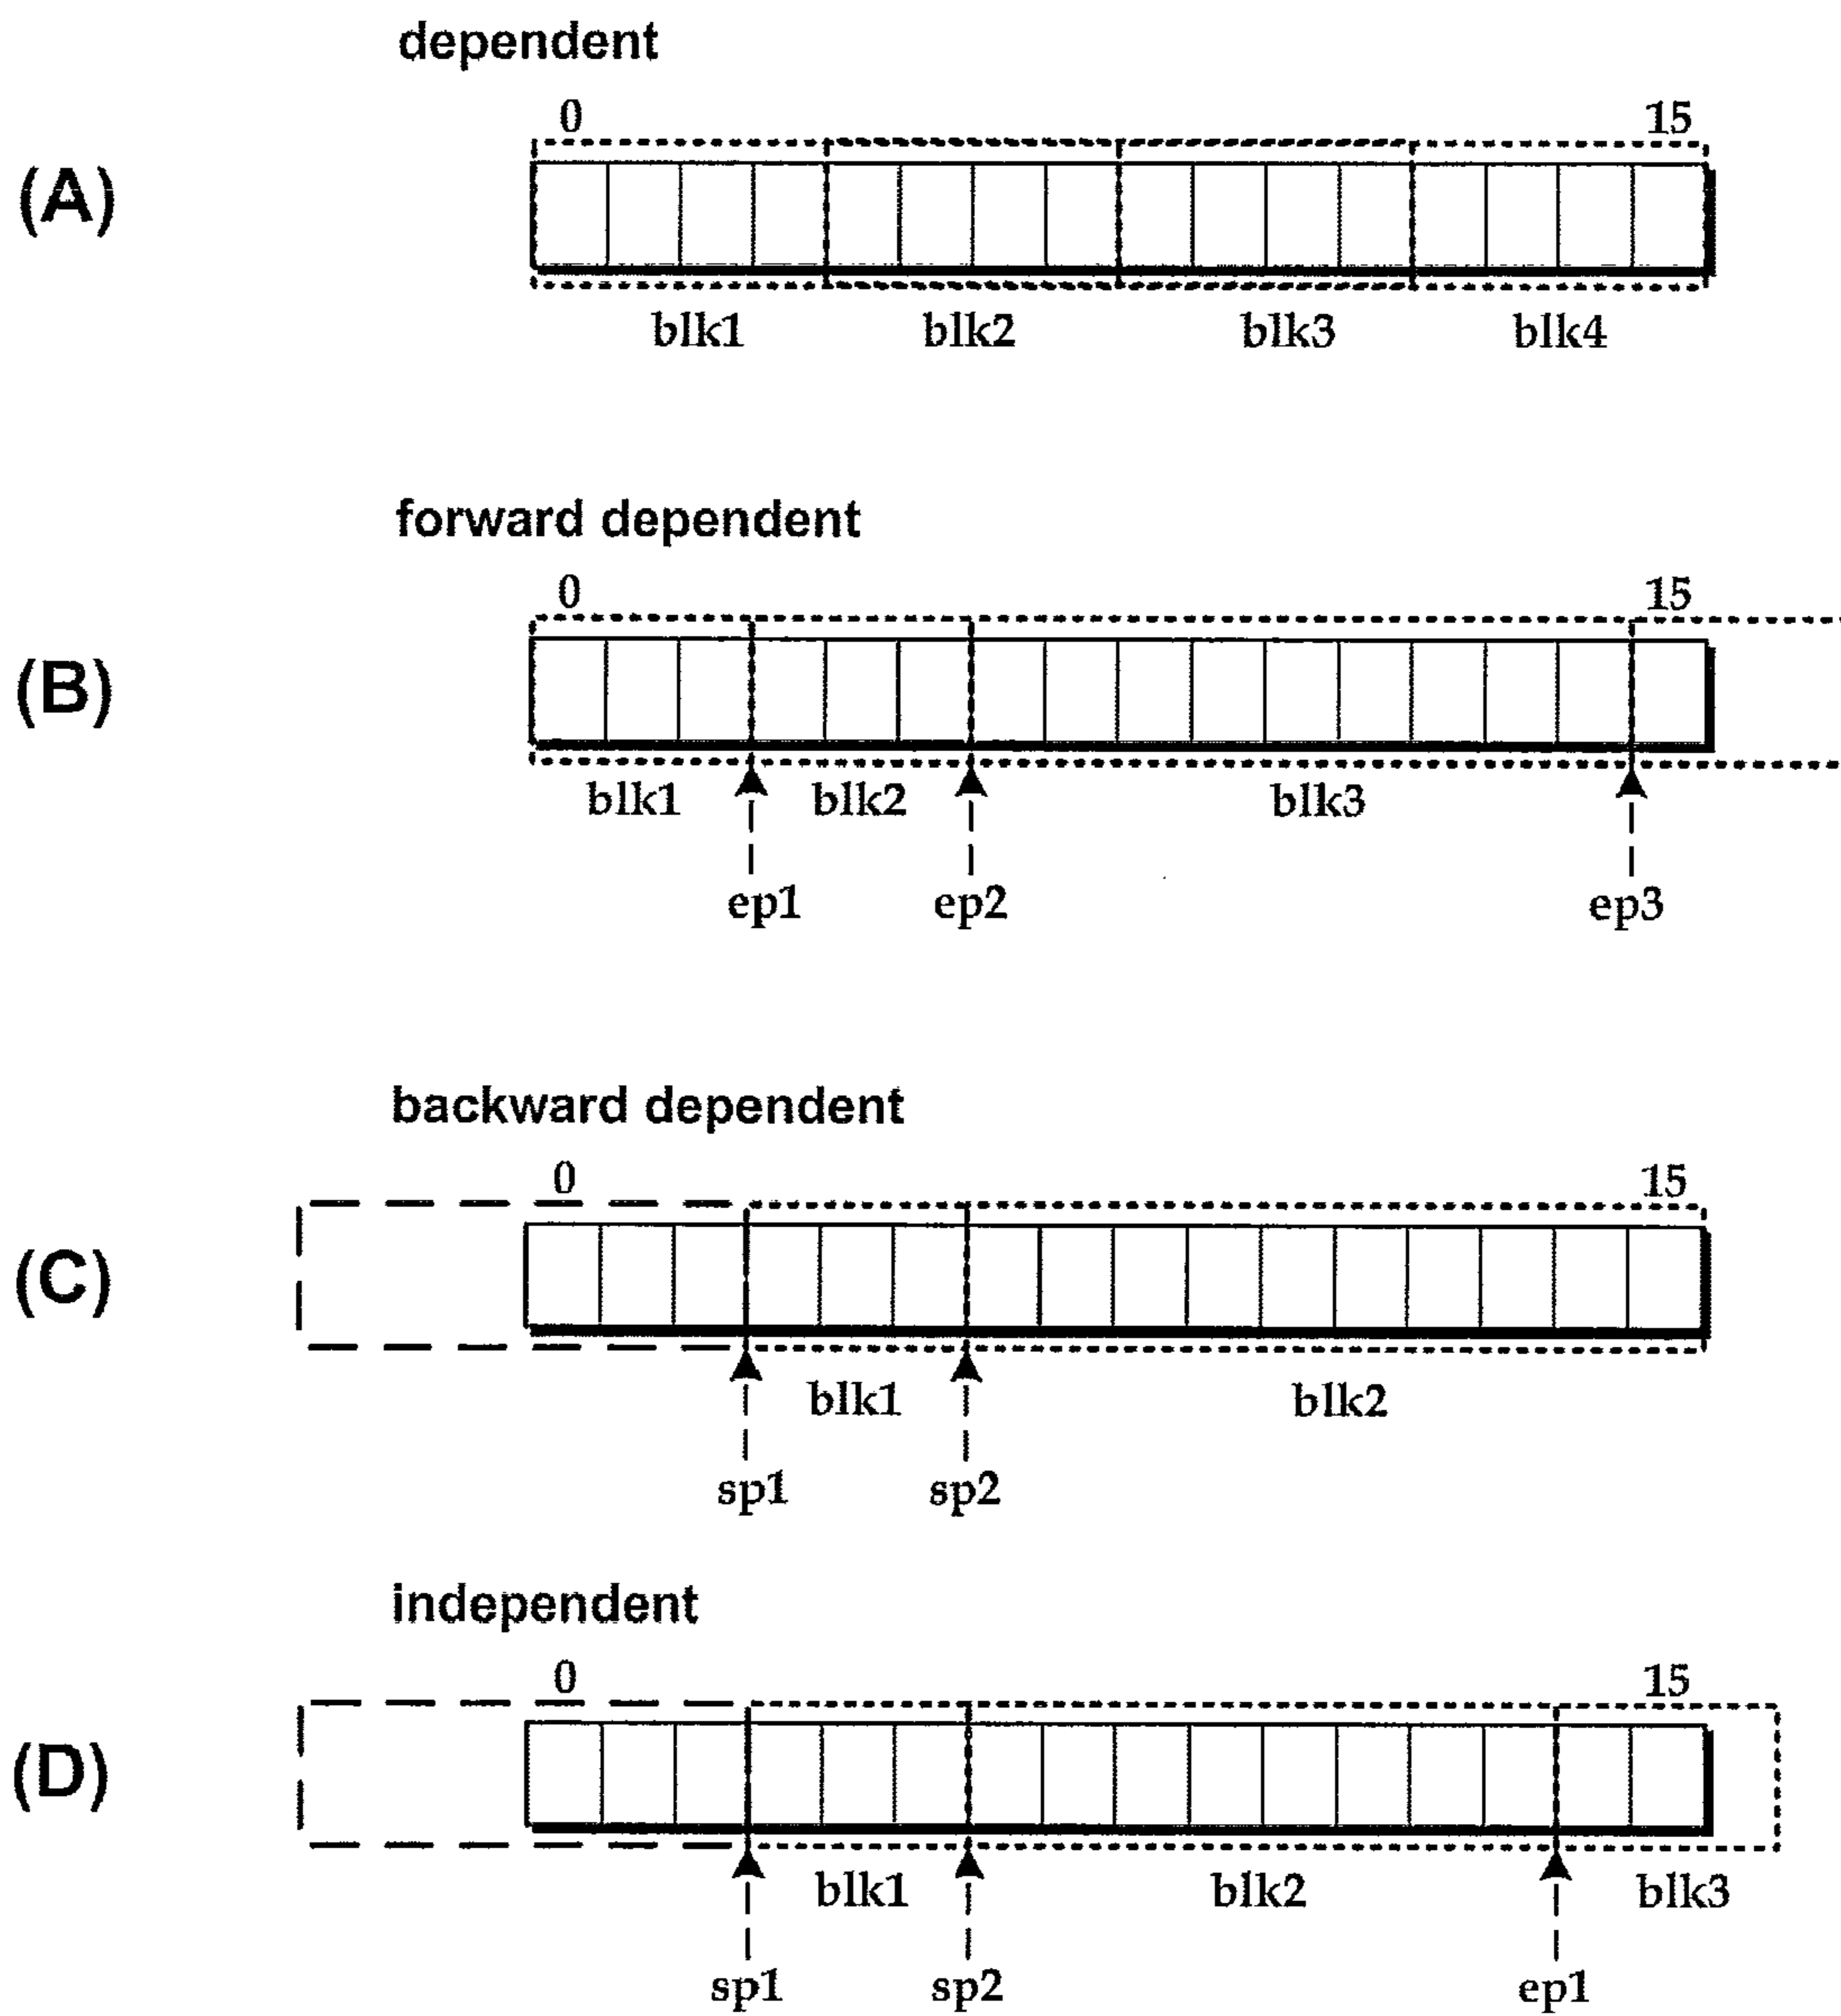 dependent
0 15
(A)
blk1 blk2 blk3 blk4
forward dependent
0 15
(B)
blk1 blk2 blk3
ep1 ep2 ep3
backward dependent
0 15
(C)
blk1 blk2
sp1 sp2
independent
0 15
(D)
blk1 blk2 blk3
sp1 sp2 ep1